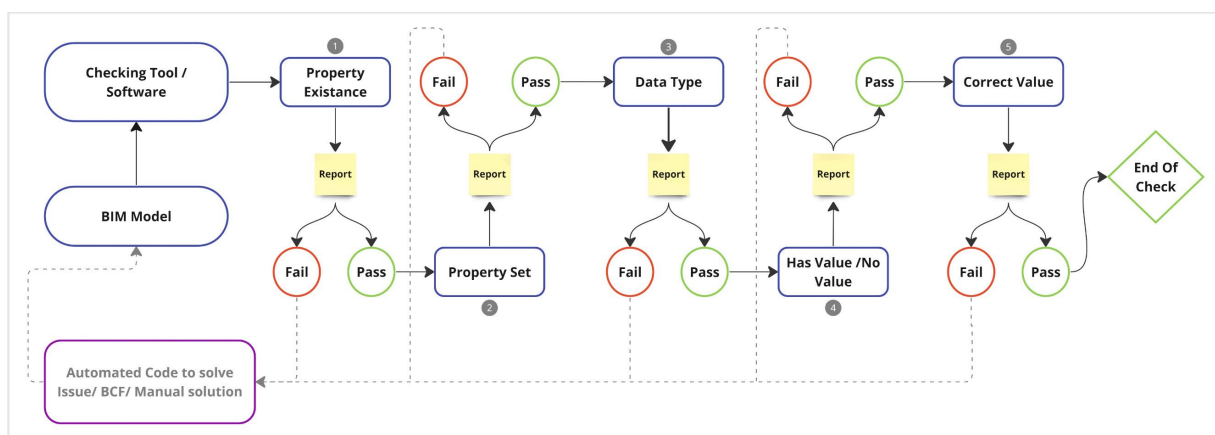 1
3
5
Checking Tool /
Software
Property
Existance
Fail
Pass
Data Type
Fail
Pass
Correct Value
Report
Report
Report
Report
Report
End Of
Check
BIM Model
Fail
Pass
Property Set
Fail
Pass
Has Value /No
Value
Fail
Pass
2
4
Automated Code to solve
Issue/ BCF/ Manual solution